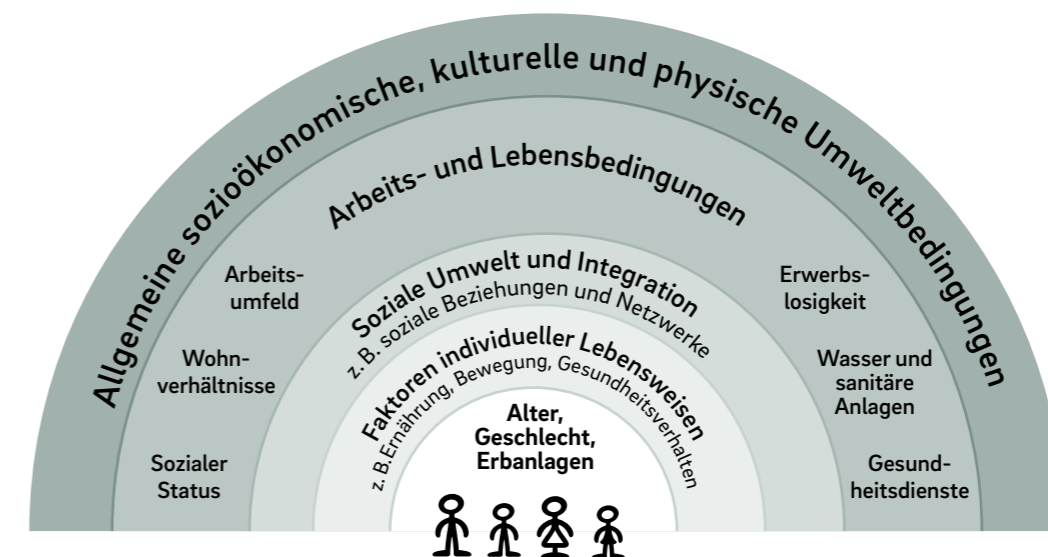 Allgemeine sozioökonomische, kulturelle und physische Umweltbedingungen
Arbeits- und Lebensbedingungen
Arbeits-
umfeld
Wohn-
verhältnisse
Sozialer
Status
Erwerbs-
losigkeit
Wasser und
sanitäre
Anlagen
Gesund-
heitsdienste
Soziale Umwelt und Integration
z. B. soziale Beziehungen und Netzwerke
Faktoren individueller Lebensweisen
z. B. Ernährung, Bewegung, Gesundheitsverhalten
Alter,
Geschlecht,
Erbanlagen